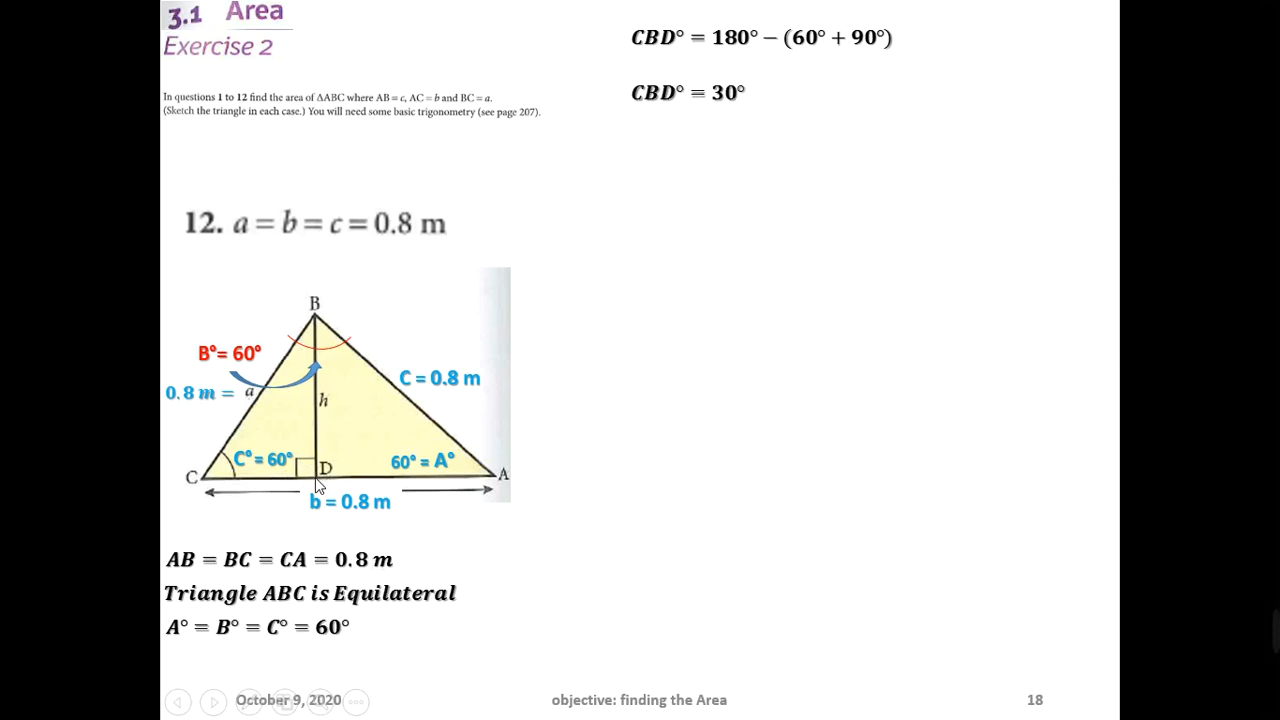 3.1 Area
Exercise 2
In questions 1 to 12 find the area of ΔABC where AB = c, AC = b and BC = a.
(Sketch the triangle in each case.) You will need some basic trigonometry (see page 207).
12. a = b = c = 0.8 m
B
B°= 60°
0.8 m = a
C = 0.8 m
h
C
C°= 60°
D
60° = A°
A
b = 0.8 m
AB = BC = CA = 0.8 m
Triangle ABC is Equilateral
A° = B° = C° = 60°
CBD° = 180° − (60° + 90°)
CBD° = 30°
October 9, 2020
objective: finding the Area
18